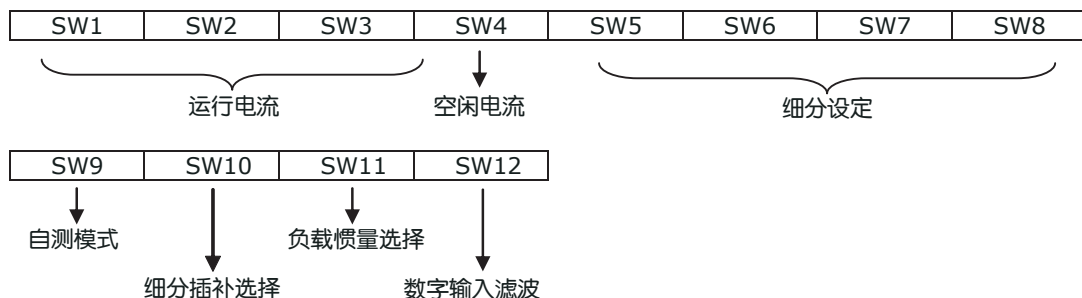 SW1 SW2 SW3 SW4 SW5 SW6 SW7 SW8
运行电流 空闲电流 细分设定
SW9 SW10 SW11 SW12
自测模式 负载惯量选择
细分插补选择 数字输入滤波